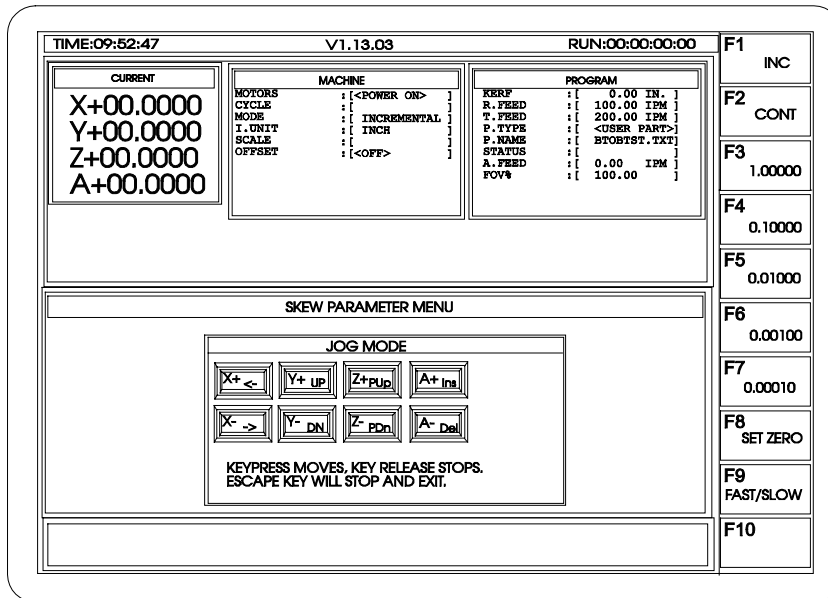 TIME:09:52:47 V1.13.03 RUN:00:00:00:00
CURRENT
X+00.0000
Y+00.0000
Z+00.0000
A+00.0000
MACHINE
MOTORS :[<POWER ON> ]
CYCLE :[ ]
MODE :[ INCREMENTAL ]
I.UNIT :[ INCH ]
SCALE :[ ]
OFFSET :[<OFF> ]
PROGRAM
KERF :[ 0.00 IN. ]
R.FEED :[ 100.00 IPM ]
T.FEED :[ 200.00 IPM ]
P.TYPE :[ <USER PART>]
P.NAME :[ BTOBTST.TXT]
STATUS :[ ]
A.FEED :[ 0.00 IPM ]
FOV% :[ 100.00 ]
SKEW PARAMETER MENU
JOG MODE
X+ <- Y+ UP Z+ PUp A+ Ins
X- -> Y- DN Z- PDn A- Del
KEYPRESS MOVES, KEY RELEASE STOPS.
ESCAPE KEY WILL STOP AND EXIT.
F1
INC
F2
CONT
F3
1.00000
F4
0.10000
F5
0.01000
F6
0.00100
F7
0.00010
F8
SET ZERO
F9
FAST/SLOW
F10